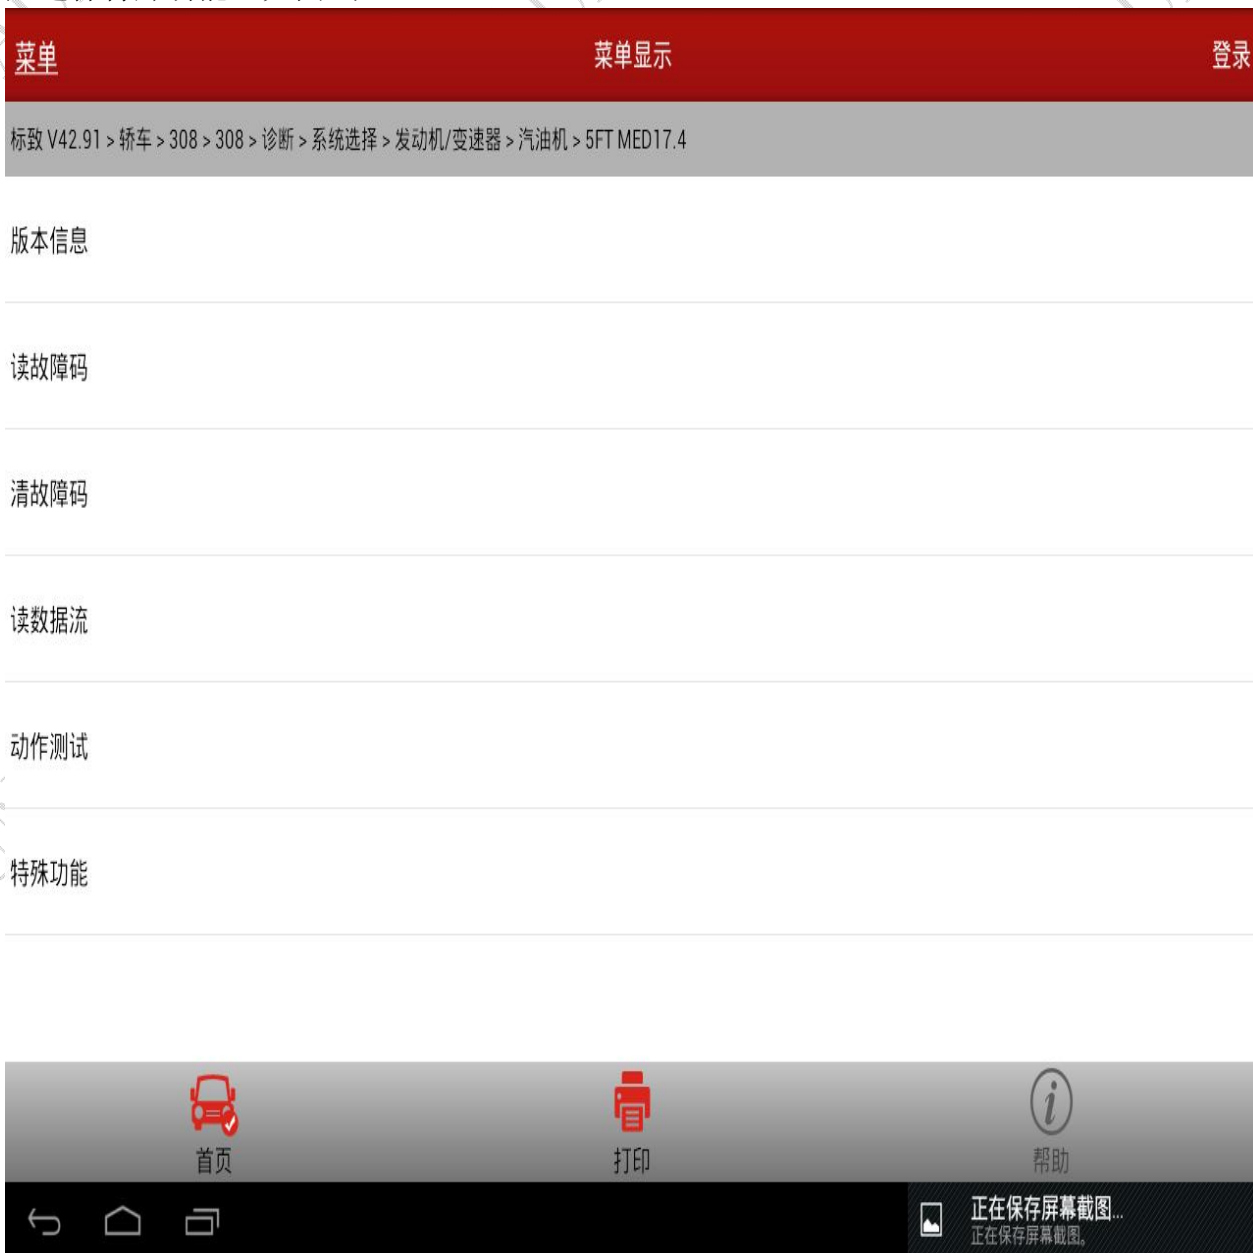 菜单 菜单显示 登录
标致 V42.91 > 轿车 > 308 > 308 > 诊断 > 系统选择 > 发动机/变速器 > 汽油机 > 5FT MED17.4
版本信息
读故障码
清故障码
读数据流
动作测试
特殊功能
首页 打印 帮助
正在保存屏幕截图...
正在保存屏幕截图。